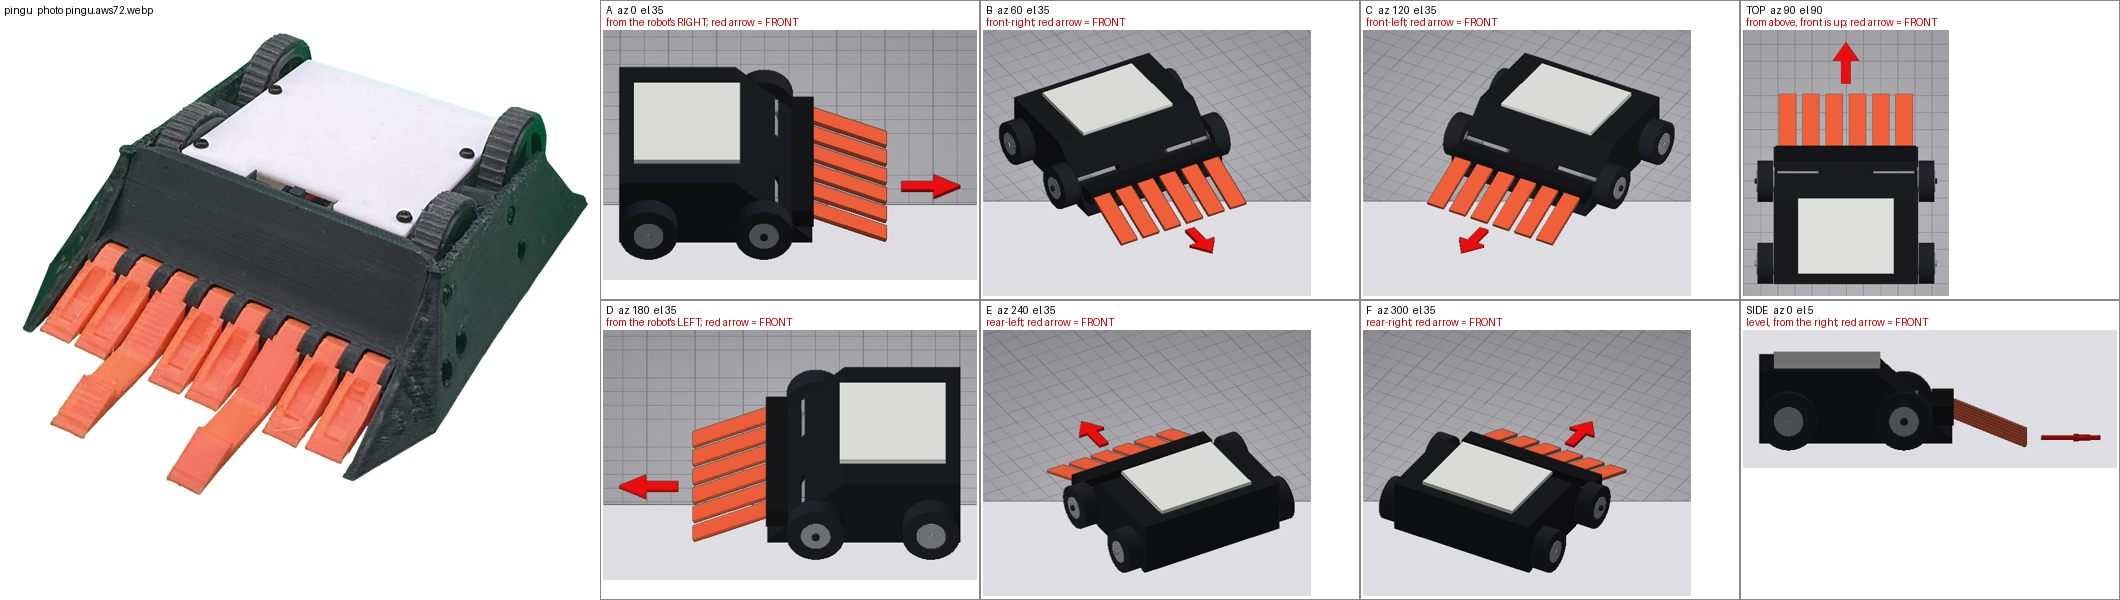 pingu photo pingu.aws72.webp
A az 0 el 35
from the robot's RIGHT; red arrow = FRONT
B az 60 el 35
front-right; red arrow = FRONT
C az 120 el 35
front-left; red arrow = FRONT
TOP az 90 el 90
from above, front is up; red arrow = FRONT
D az 180 el 35
from the robot's LEFT; red arrow = FRONT
E az 240 el 35
rear-left; red arrow = FRONT
F az 300 el 35
rear-right; red arrow = FRONT
SIDE az 0 el 5
level, from the right; red arrow = FRONT